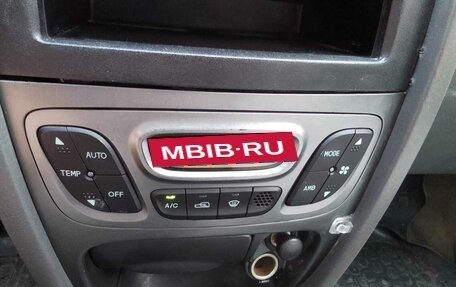 MBIB·RU
AUTO
MODE
TEMP
OFF
AMB
A/C